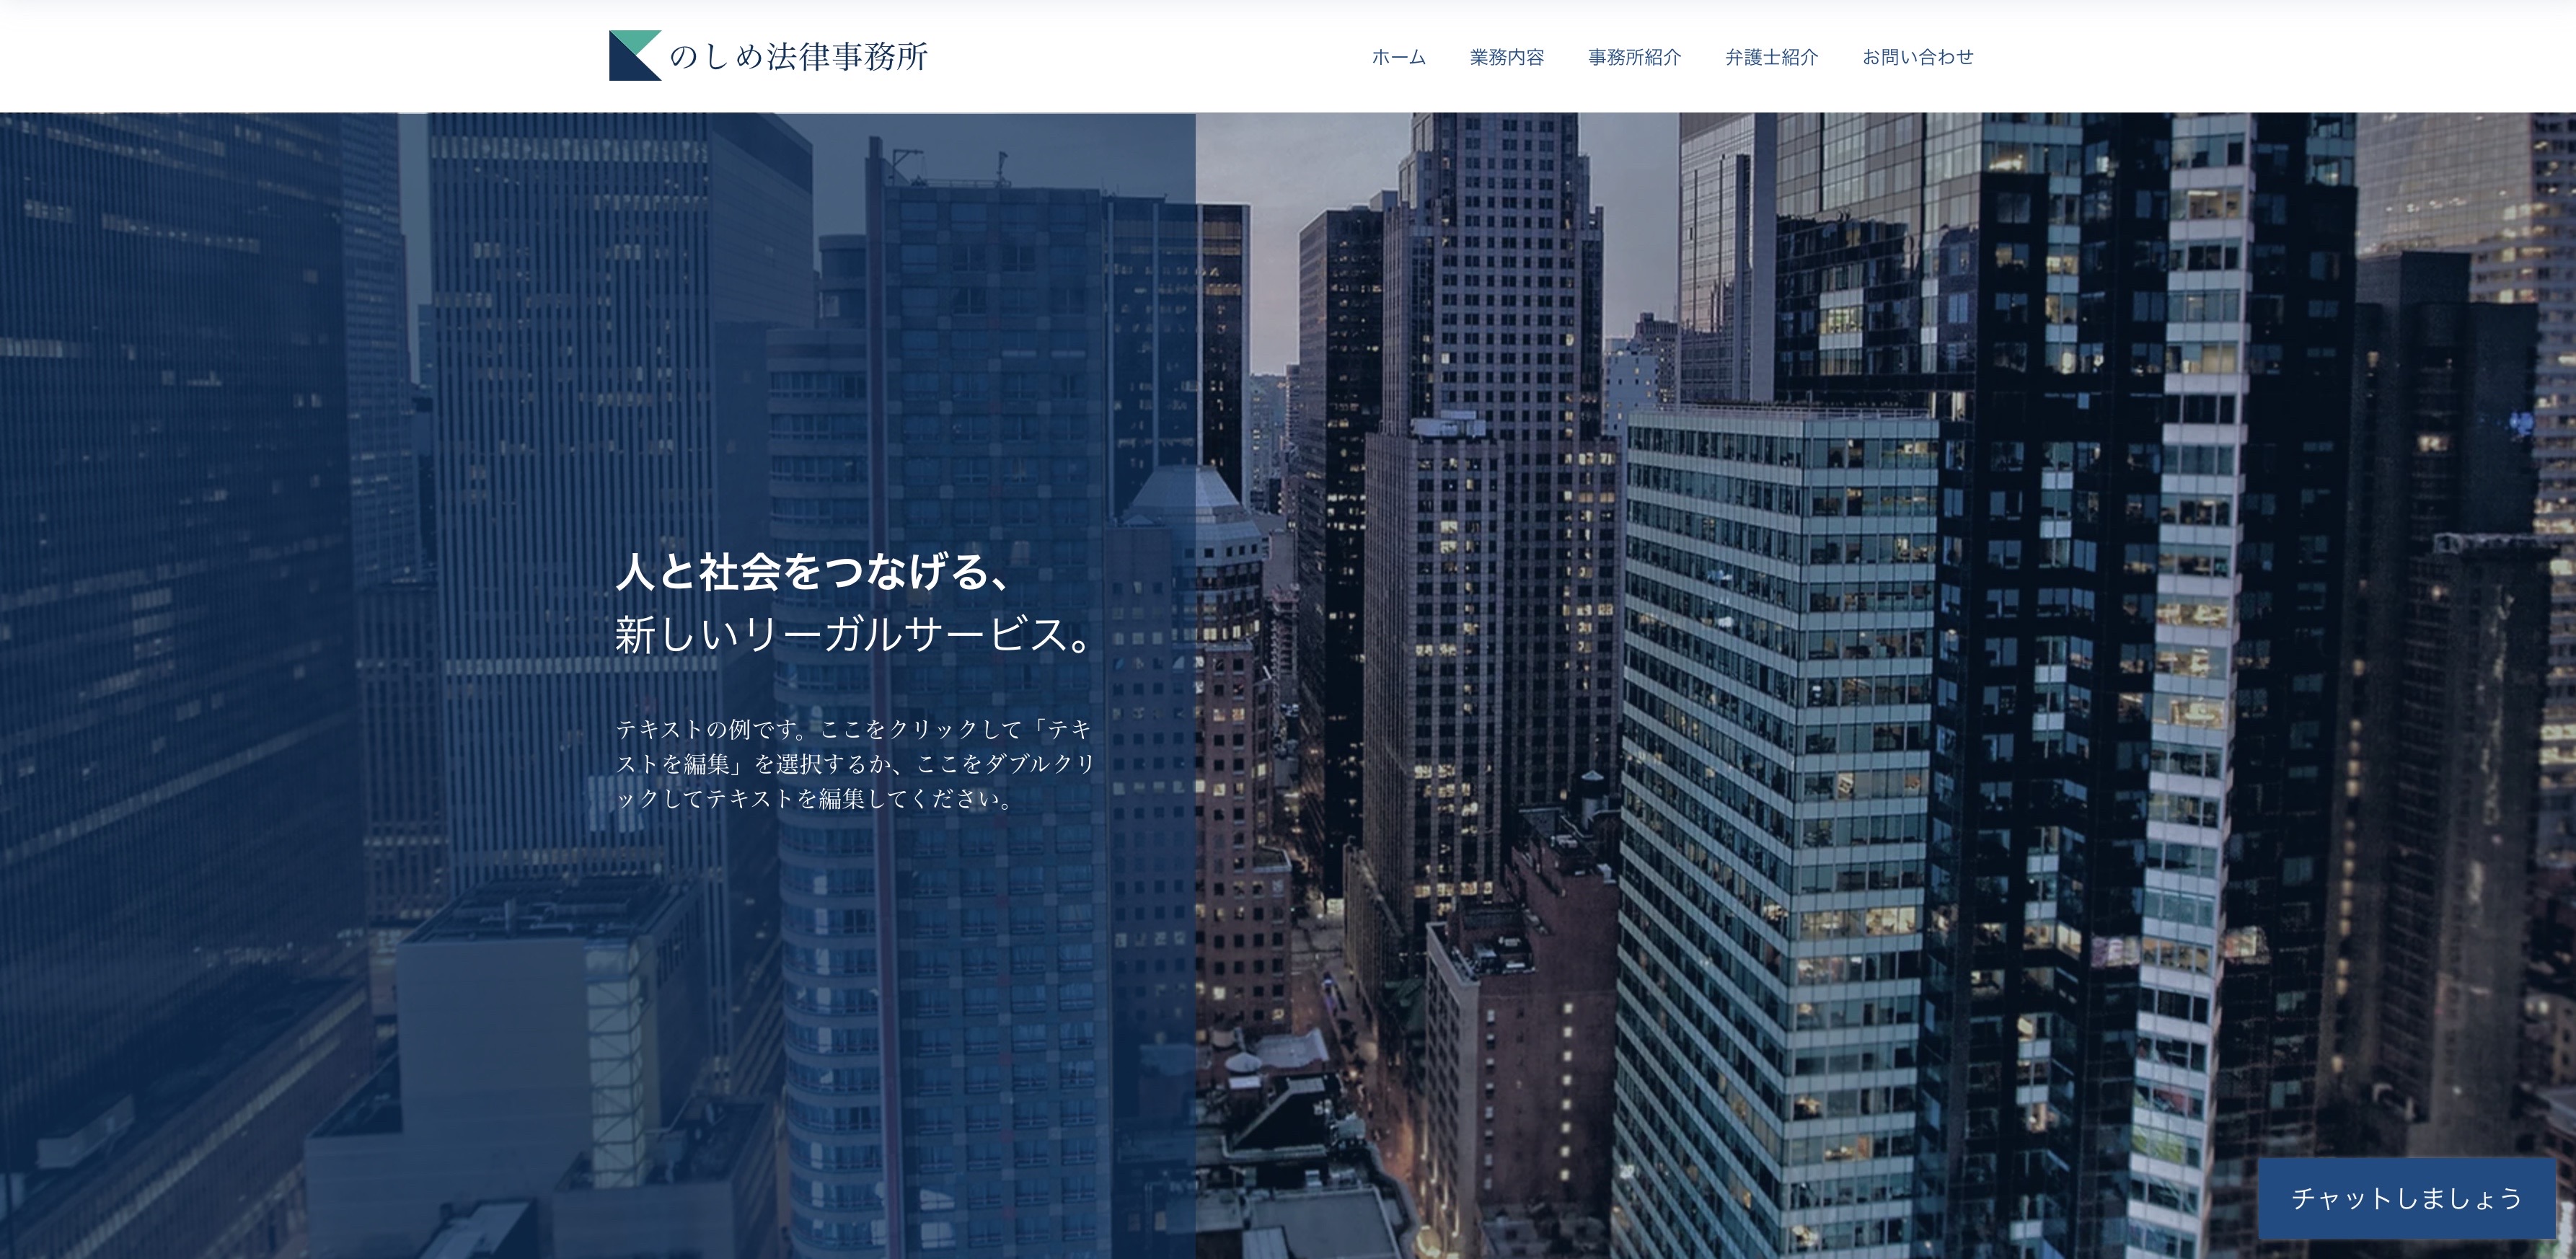 のしめ法律事務所
ホーム 業務内容 事務所紹介 弁護士紹介 お問い合わせ
人と社会をつなげる、
新しいリーガルサービス。
テキストの例です。ここをクリックして「テキ
ストを編集」を選択するか、ここをダブルクリ
ックしてテキストを編集してください。
チャットしましょう